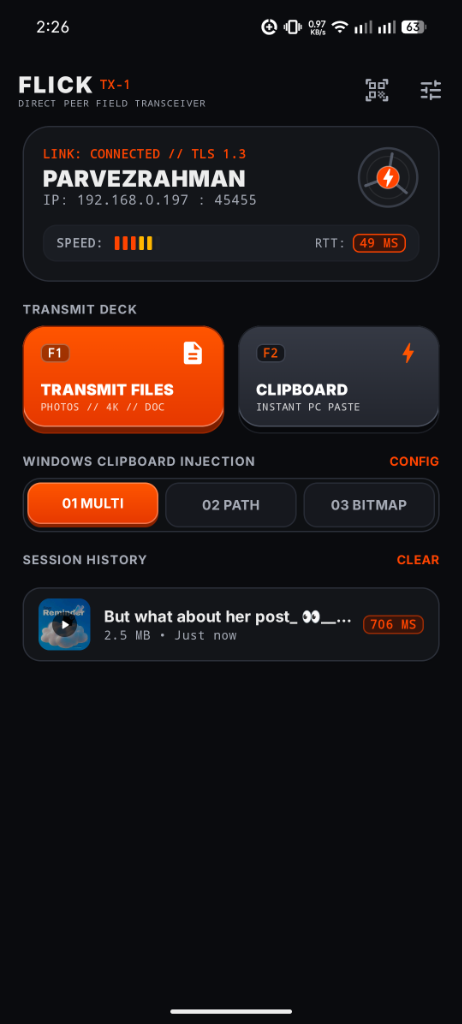 2:26
0.97 KB/s
63
FLICK TX-1
DIRECT PEER FIELD TRANSCEIVER
LINK: CONNECTED // TLS 1.3
PARVEZRAHMAN
IP: 192.168.0.197 : 45455
SPEED:
RTT: 49 MS
TRANSMIT DECK
F1
TRANSMIT FILES
PHOTOS // 4K // DOC
F2
CLIPBOARD
INSTANT PC PASTE
WINDOWS CLIPBOARD INJECTION
CONFIG
01 MULTI
02 PATH
03 BITMAP
SESSION HISTORY
CLEAR
Reminder
But what about her post_ 👀__...
2.5 MB • Just now
706 MS